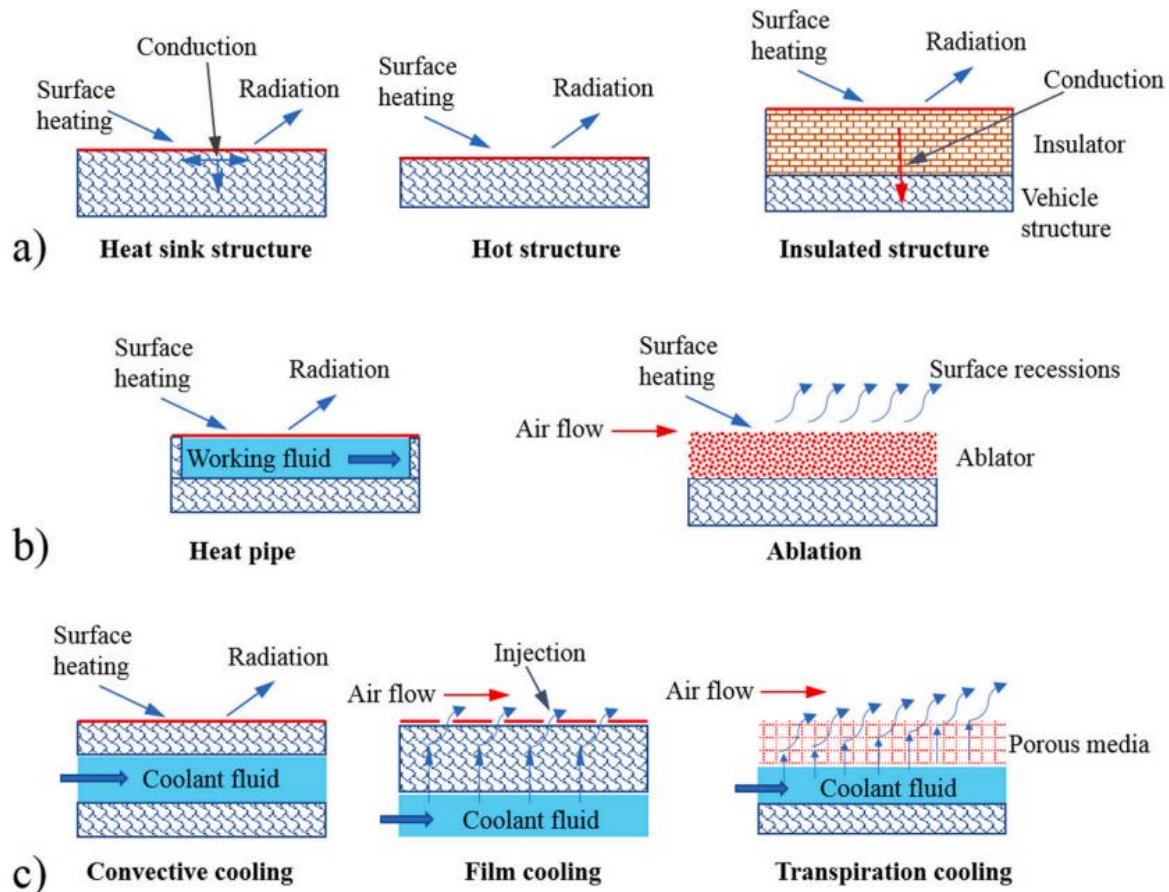 a)
Conduction
Surface
heating
Radiation
Heat sink structure
Surface
heating
Radiation
Hot structure
Surface
heating
Radiation
Conduction
Insulator
Vehicle
structure
Insulated structure
b)
Surface
heating
Radiation
Working fluid
Heat pipe
Surface
heating
Surface recessions
Air flow
Ablator
Ablation
c)
Surface
heating
Radiation
Coolant fluid
Convective cooling
Injection
Air flow
Coolant fluid
Film cooling
Air flow
Porous media
Coolant fluid
Transpiration cooling